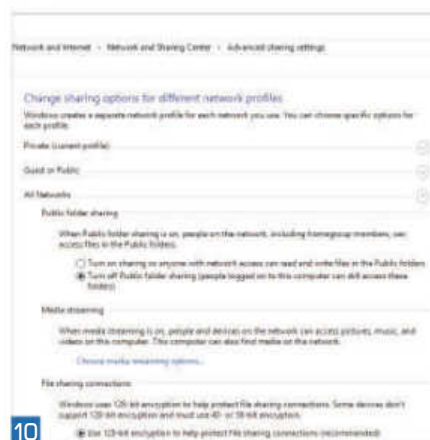 Network and Internet › Network and Sharing Center › Advanced sharing settings
Change sharing options for different network profiles
Windows creates a separate network profile for each network you use. You can choose specific options for
each profile.
Private (current profile)
Guest or Public
All Networks
Public folder sharing
When Public folder sharing is on, people on the network, including homegroup members, can
access files in the Public folders.
Turn on sharing so anyone with network access can read and write files in the Public folders
Turn off Public folder sharing (people logged on to this computer can still access these
folders)
Media streaming
When media streaming is on, people and devices on the network can access pictures, music, and
videos on this computer. This computer can also find media on the network.
Choose media streaming options...
File sharing connections
Windows uses 128-bit encryption to help protect file sharing connections. Some devices don't
support 128-bit encryption and must use 40- or 56-bit encryption.
Use 128-bit encryption to help protect file sharing connections (recommended)
10